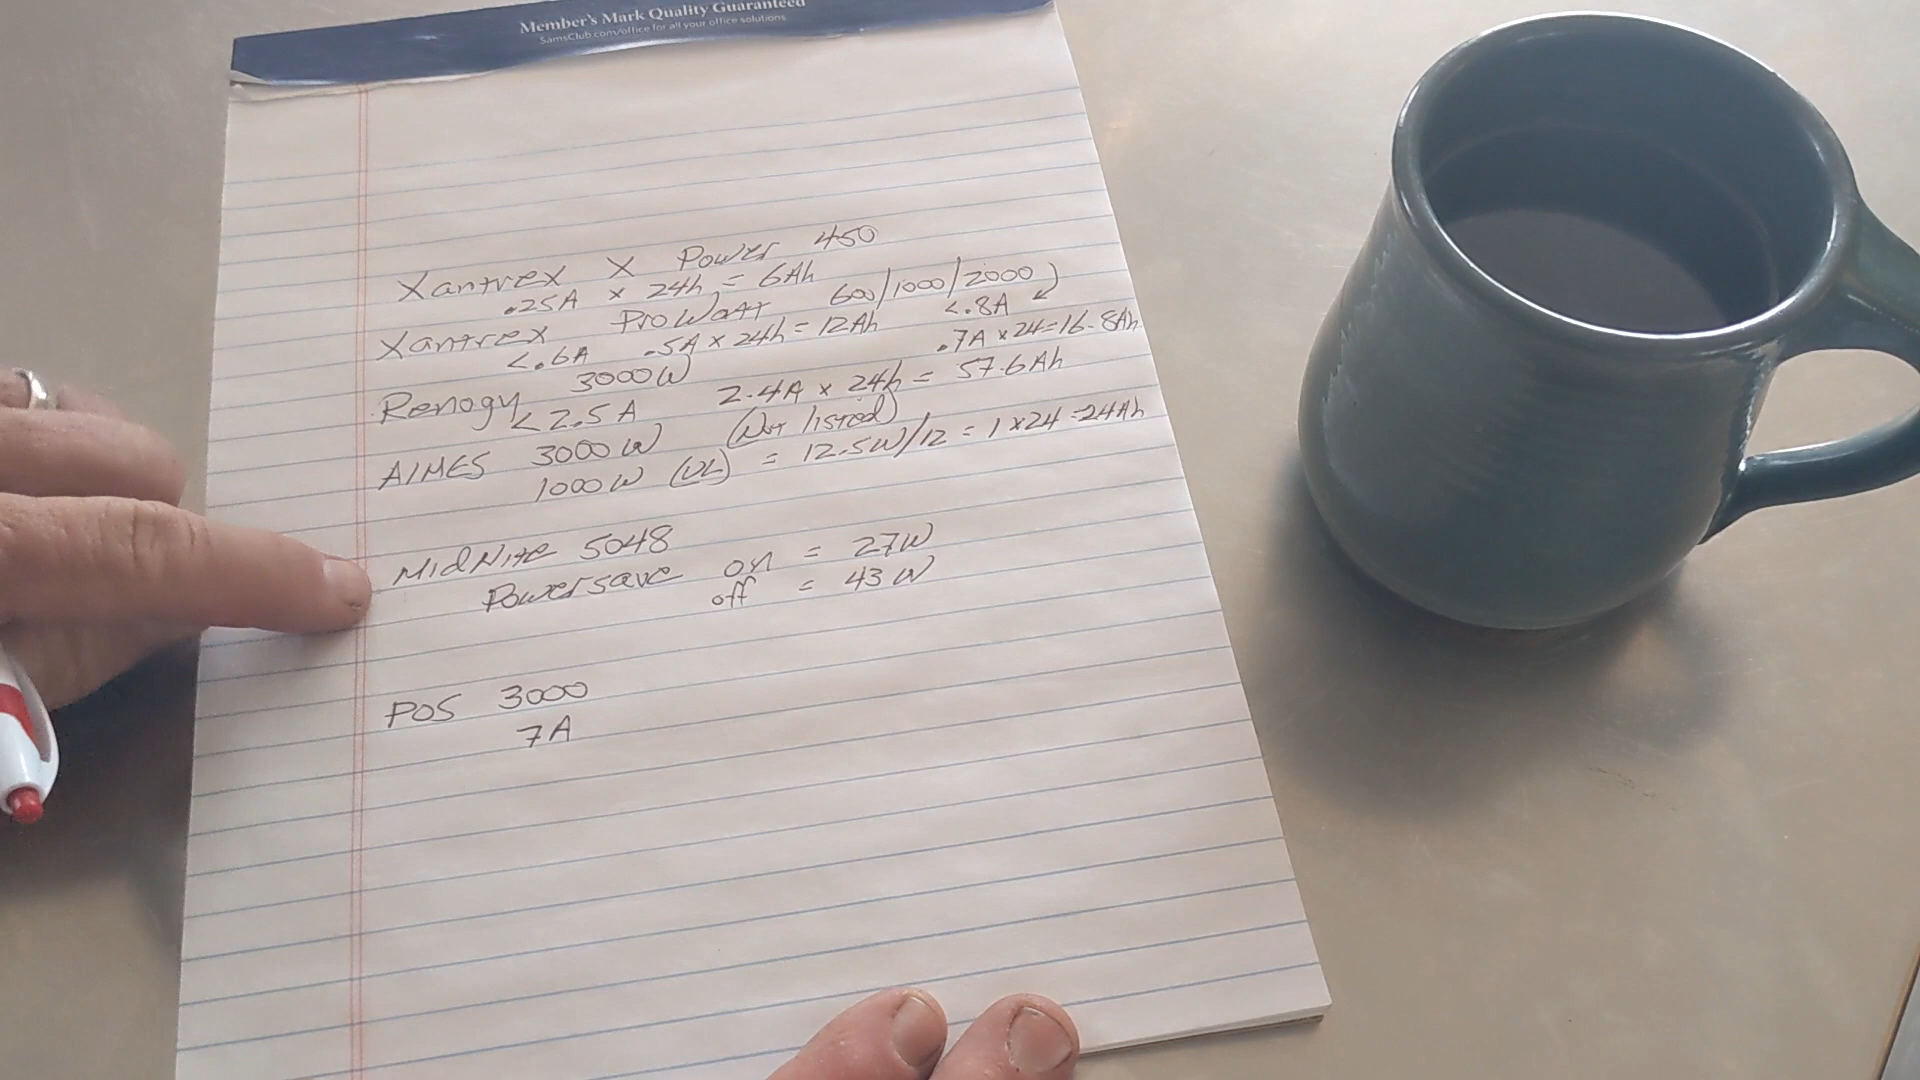 Member's Mark Quality Guaranteed
SamsClub.com/office for all your office solutions
Xantrex X Power 450
.25A x 24h = 6Ah
Xantrex ProWatt 600/1000/2000)
<.6A .5A x 24h = 12Ah <.8A
.7A x 24=16.8Ah
Renogy 3000W
<2.5A 2.4A x 24h = 57.6Ah
AIMES 3000W (Not listed)
1000W (UL) = 12.5W/12 = 1 x 24 = 24Ah
MidNite 5048
Powersave on = 27W
off = 43W
POS 3000
7A